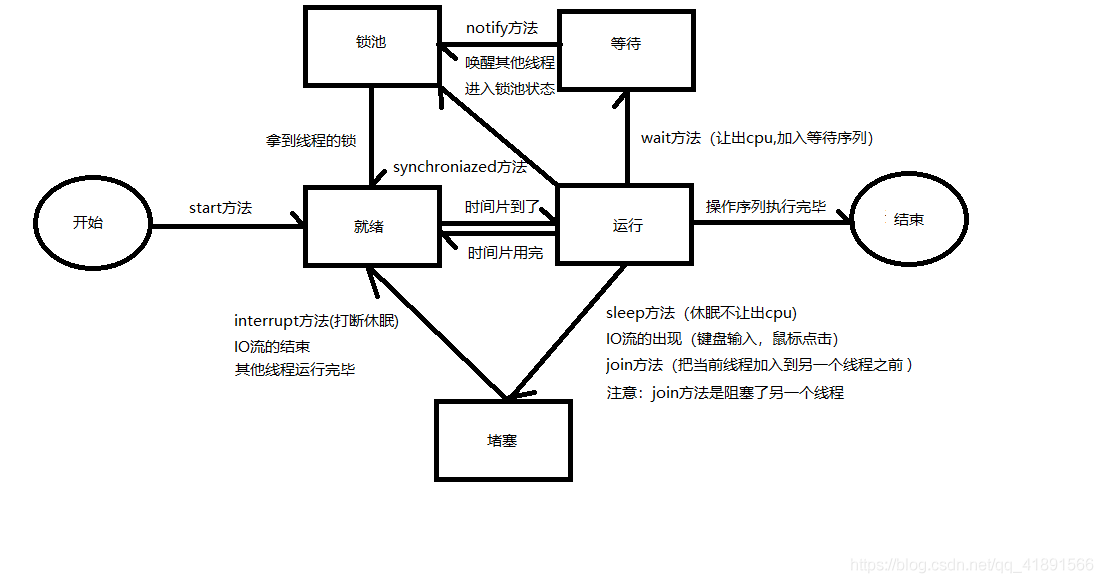 锁池
notify方法
等待
唤醒其他线程
进入锁池状态
拿到线程的锁
wait方法（让出cpu,加入等待序列）
synchroniazed方法
开始
start方法
就绪
时间片到了
时间片用完
运行
操作序列执行完毕
结束
interrupt方法(打断休眠)
IO流的结束
其他线程运行完毕
sleep方法（休眠不让出cpu)
IO流的出现（键盘输入，鼠标点击）
join方法（把当前线程加入到另一个线程之前 ）
注意：join方法是阻塞了另一个线程
堵塞
https://blog.csdn.net/qq_41891566